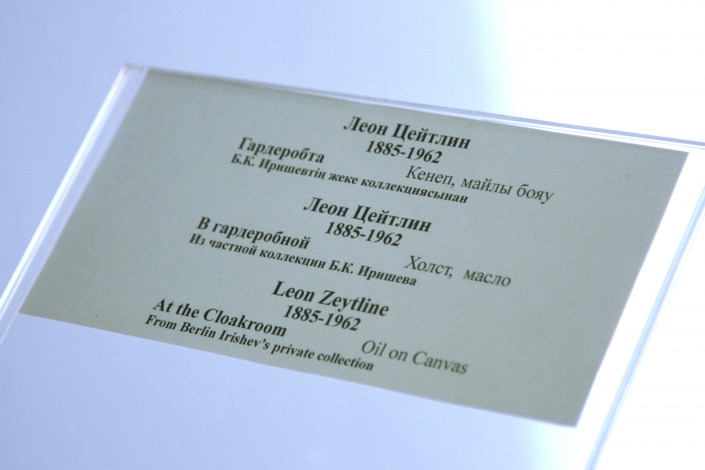 Леон Цейтлин
1885-1962
Гардеробта Кенеп, майлы бояу
Б.К. Иришевтің жеке коллекциясынан
Леон Цейтлин
1885-1962
В гардеробной Холст, масло
Из частной коллекции Б.К. Иришева
Leon Zeytline
1885-1962
At the Cloakroom Oil on Canvas
From Berlin Irishev's private collection